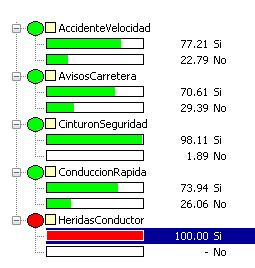 AccidenteVelocidad
77.21 Si
22.79 No
AvisosCarretera
70.61 Si
29.39 No
CinturonSeguridad
98.11 Si
1.89 No
ConduccionRapida
73.94 Si
26.06 No
HeridasConductor
100.00 Si
- No